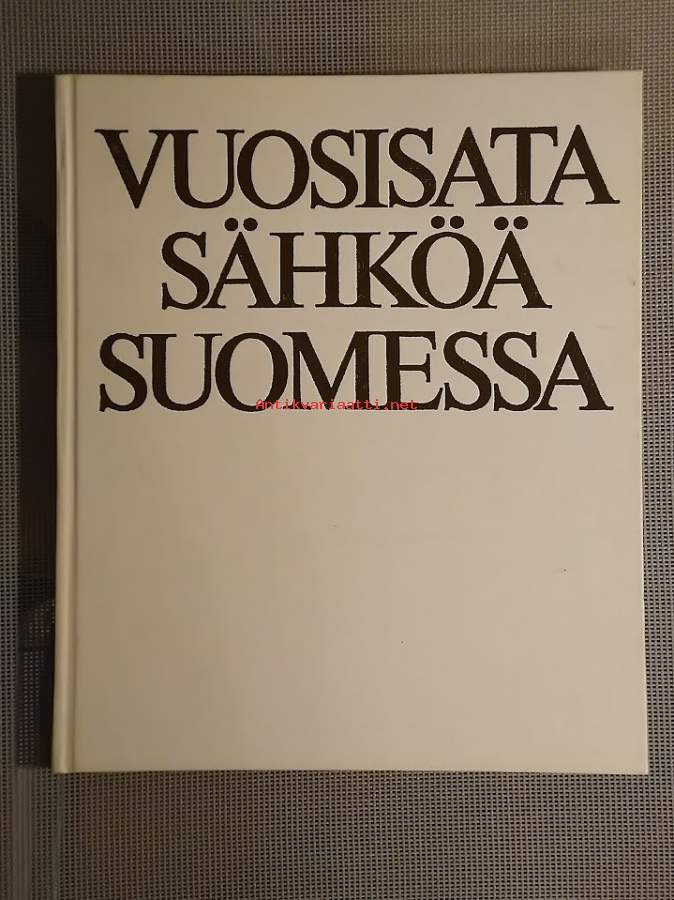 VUOSISATA
SÄHKÖÄ
SUOMESSA
Antikvariaatti.net